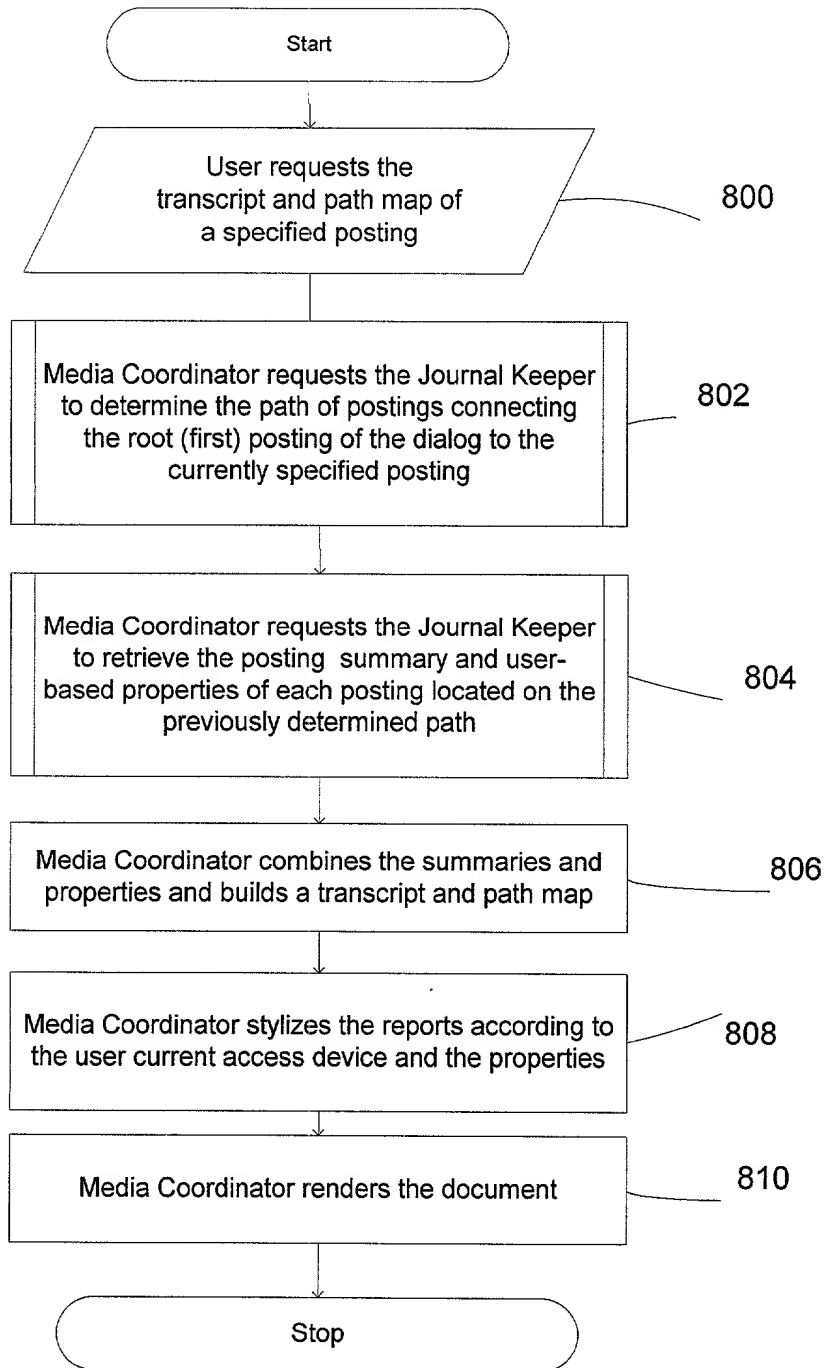 Start
User requests the
transcript and path map of
a specified posting
800
Media Coordinator requests the Journal Keeper
to determine the path of postings connecting
the root (first) posting of the dialog to the
currently specified posting
802
Media Coordinator requests the Journal Keeper
to retrieve the posting summary and user-
based properties of each posting located on the
previously determined path
804
Media Coordinator combines the summaries and
properties and builds a transcript and path map
806
Media Coordinator stylizes the reports according to
the user current access device and the properties
808
Media Coordinator renders the document
810
Stop